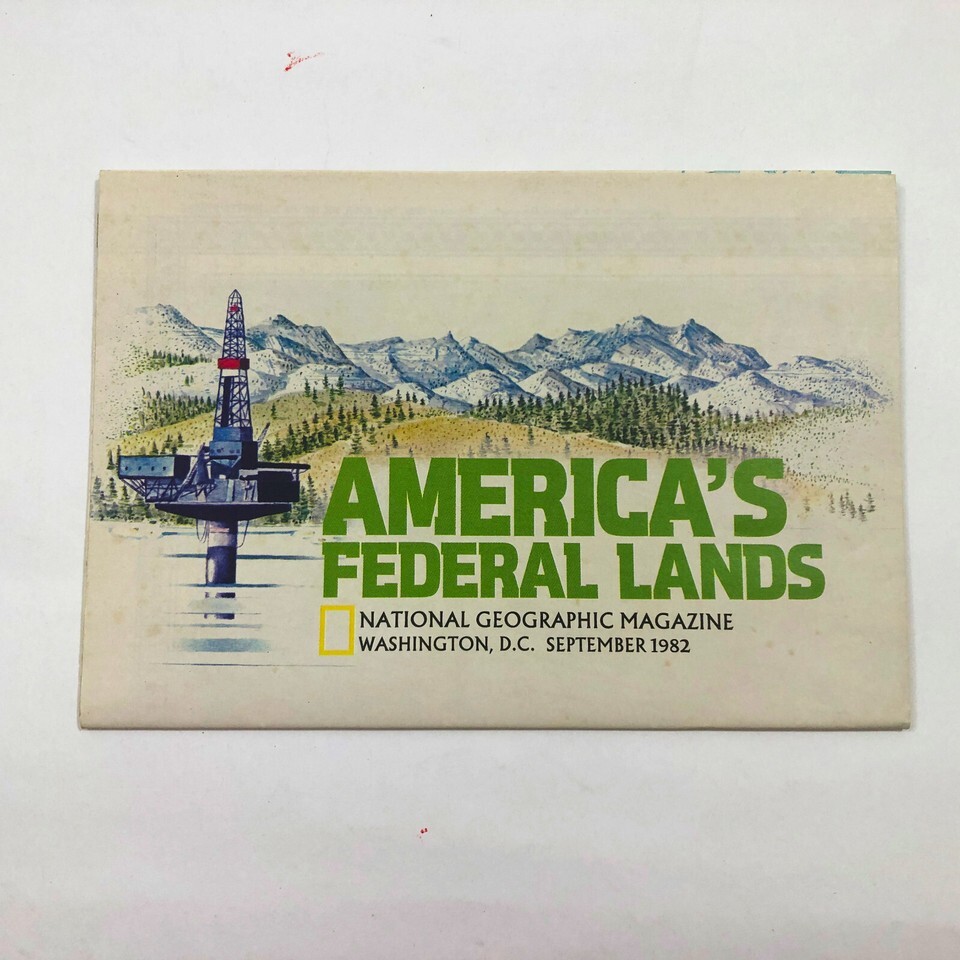 AMERICA'S
FEDERAL LANDS
NATIONAL GEOGRAPHIC MAGAZINE
WASHINGTON, D.C. SEPTEMBER 1982